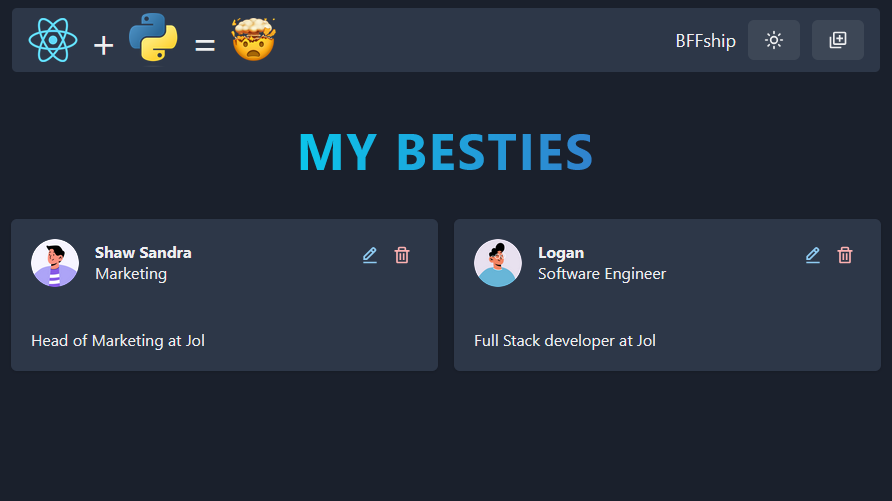 + =
BFFship
MY BESTIES
Shaw Sandra
Marketing
Head of Marketing at Jol
Logan
Software Engineer
Full Stack developer at Jol